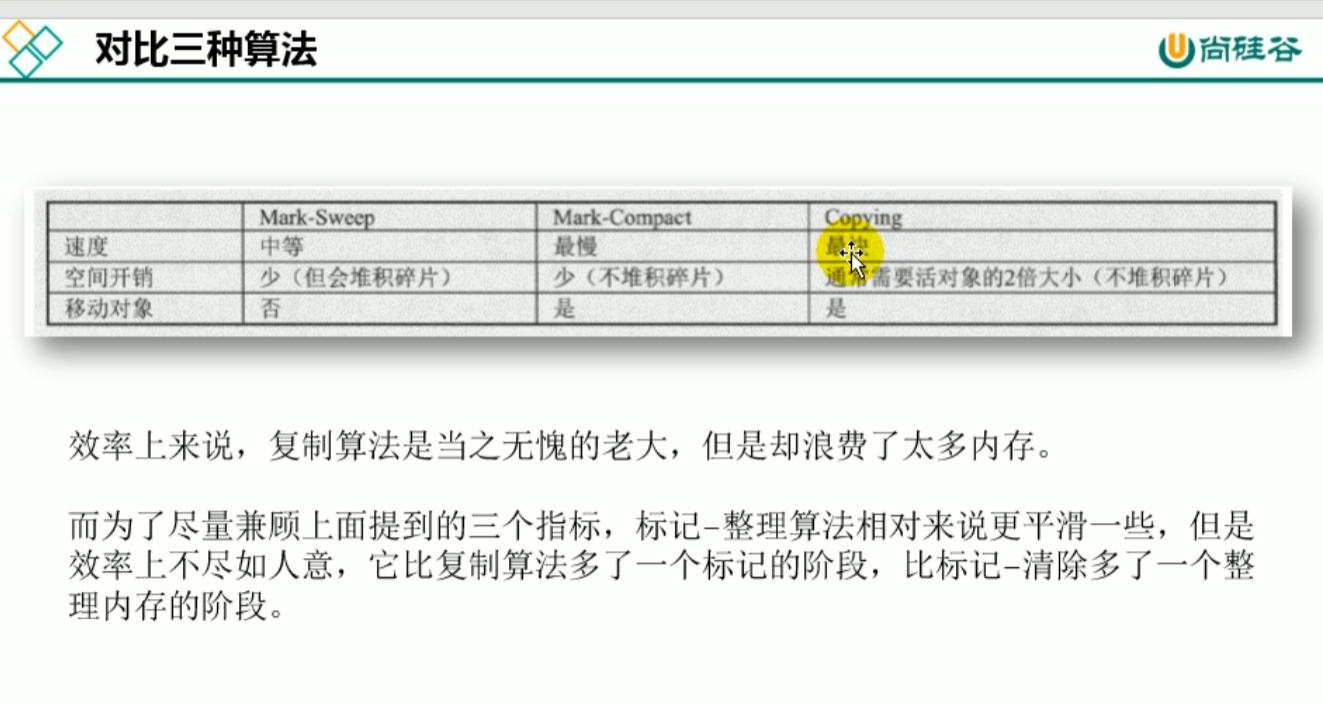 对比三种算法
尚硅谷
Mark-Sweep Mark-Compact Copying
速度 中等 最慢 最快
空间开销 少（但会堆积碎片） 少（不堆积碎片） 通常需要活对象的2倍大小（不堆积碎片）
移动对象 否 是 是
效率上来说，复制算法是当之无愧的老大，但是却浪费了太多内存。
而为了尽量兼顾上面提到的三个指标，标记-整理算法相对来说更平滑一些，但是
效率上不尽如人意，它比复制算法多了一个标记的阶段，比标记-清除多了一个整
理内存的阶段。